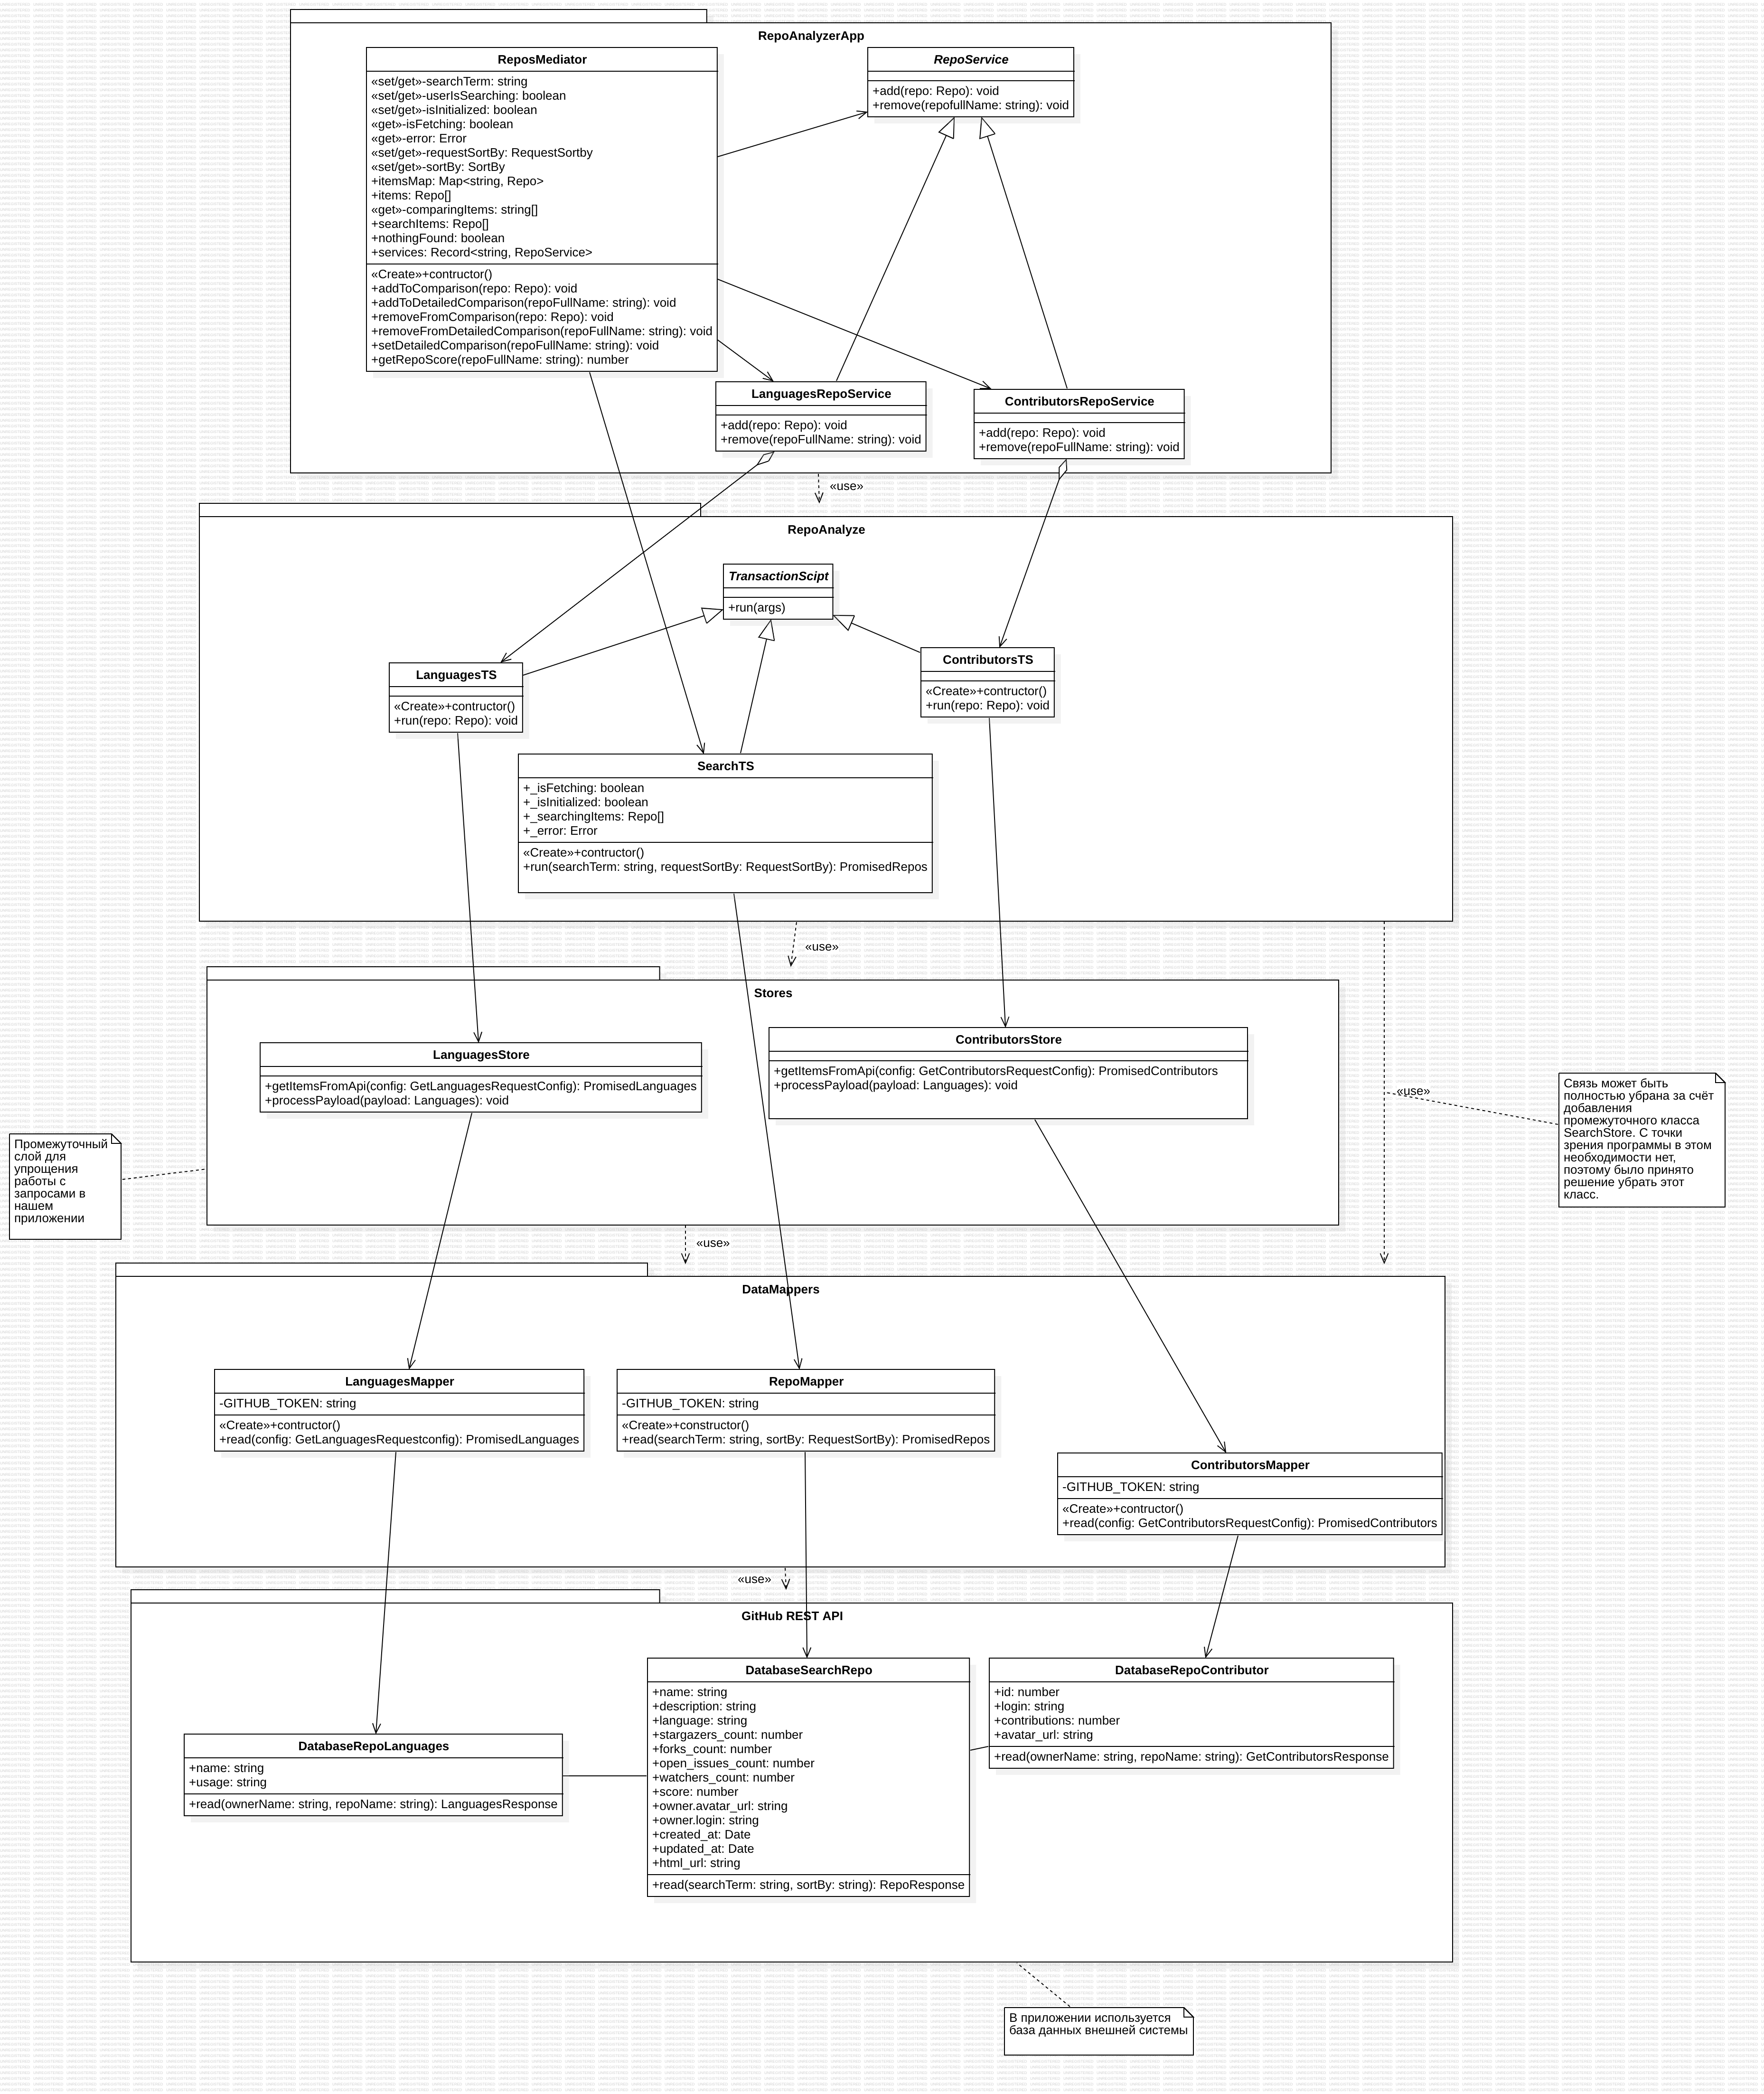 RepoAnalyzerApp
ReposMediator
«set/get»-searchTerm: string
«set/get»-userIsSearching: boolean
«set/get»-isInitialized: boolean
«get»-isFetching: boolean
«get»-error: Error
«set/get»-requestSortBy: RequestSortby
«set/get»-sortBy: SortBy
+itemsMap: Map<string, Repo>
+items: Repo[]
«get»-comparingItems: string[]
+searchItems: Repo[]
+nothingFound: boolean
+services: Record<string, RepoService>
«Create»+contructor()
+addToComparison(repo: Repo): void
+addToDetailedComparison(repoFullName: string): void
+removeFromComparison(repo: Repo): void
+removeFromDetailedComparison(repoFullName: string): void
+setDetailedComparison(repoFullName: string): void
+getRepoScore(repoFullName: string): number
RepoService
+add(repo: Repo): void
+remove(repofullName: string): void
LanguagesRepoService
+add(repo: Repo): void
+remove(repoFullName: string): void
ContributorsRepoService
+add(repo: Repo): void
+remove(repoFullName: string): void
«use»
RepoAnalyze
TransactionScipt
+run(args)
LanguagesTS
«Create»+contructor()
+run(repo: Repo): void
ContributorsTS
«Create»+contructor()
+run(repo: Repo): void
SearchTS
+_isFetching: boolean
+_isInitialized: boolean
+_searchingItems: Repo[]
+_error: Error
«Create»+contructor()
+run(searchTerm: string, requestSortBy: RequestSortBy): PromisedRepos
«use»
Stores
LanguagesStore
+getItemsFromApi(config: GetLanguagesRequestConfig): PromisedLanguages
+processPayload(payload: Languages): void
ContributorsStore
+getItemsFromApi(config: GetContributorsRequestConfig): PromisedContributors
+processPayload(payload: Languages): void
«use»
Связь может быть
полностью убрана за счёт
добавления
промежуточного класса
SearchStore. С точки
зрения программы в этом
необходимости нет,
поэтому было принято
решение убрать этот
класс.
Промежуточный
слой для
упрощения
работы с
запросами в
нашем
приложении
«use»
DataMappers
LanguagesMapper
-GITHUB_TOKEN: string
«Create»+contructor()
+read(config: GetLanguagesRequestconfig): PromisedLanguages
RepoMapper
-GITHUB_TOKEN: string
«Create»+constructor()
+read(searchTerm: string, sortBy: RequestSortBy): PromisedRepos
ContributorsMapper
-GITHUB_TOKEN: string
«Create»+contructor()
+read(config: GetContributorsRequestConfig): PromisedContributors
«use»
GitHub REST API
DatabaseRepoLanguages
+name: string
+usage: string
+read(ownerName: string, repoName: string): LanguagesResponse
DatabaseSearchRepo
+name: string
+description: string
+language: string
+stargazers_count: number
+forks_count: number
+open_issues_count: number
+watchers_count: number
+score: number
+owner.avatar_url: string
+owner.login: string
+created_at: Date
+updated_at: Date
+html_url: string
+read(searchTerm: string, sortBy: string): RepoResponse
DatabaseRepoContributor
+id: number
+login: string
+contributions: number
+avatar_url: string
+read(ownerName: string, repoName: string): GetContributorsResponse
В приложении используется
база данных внешней системы